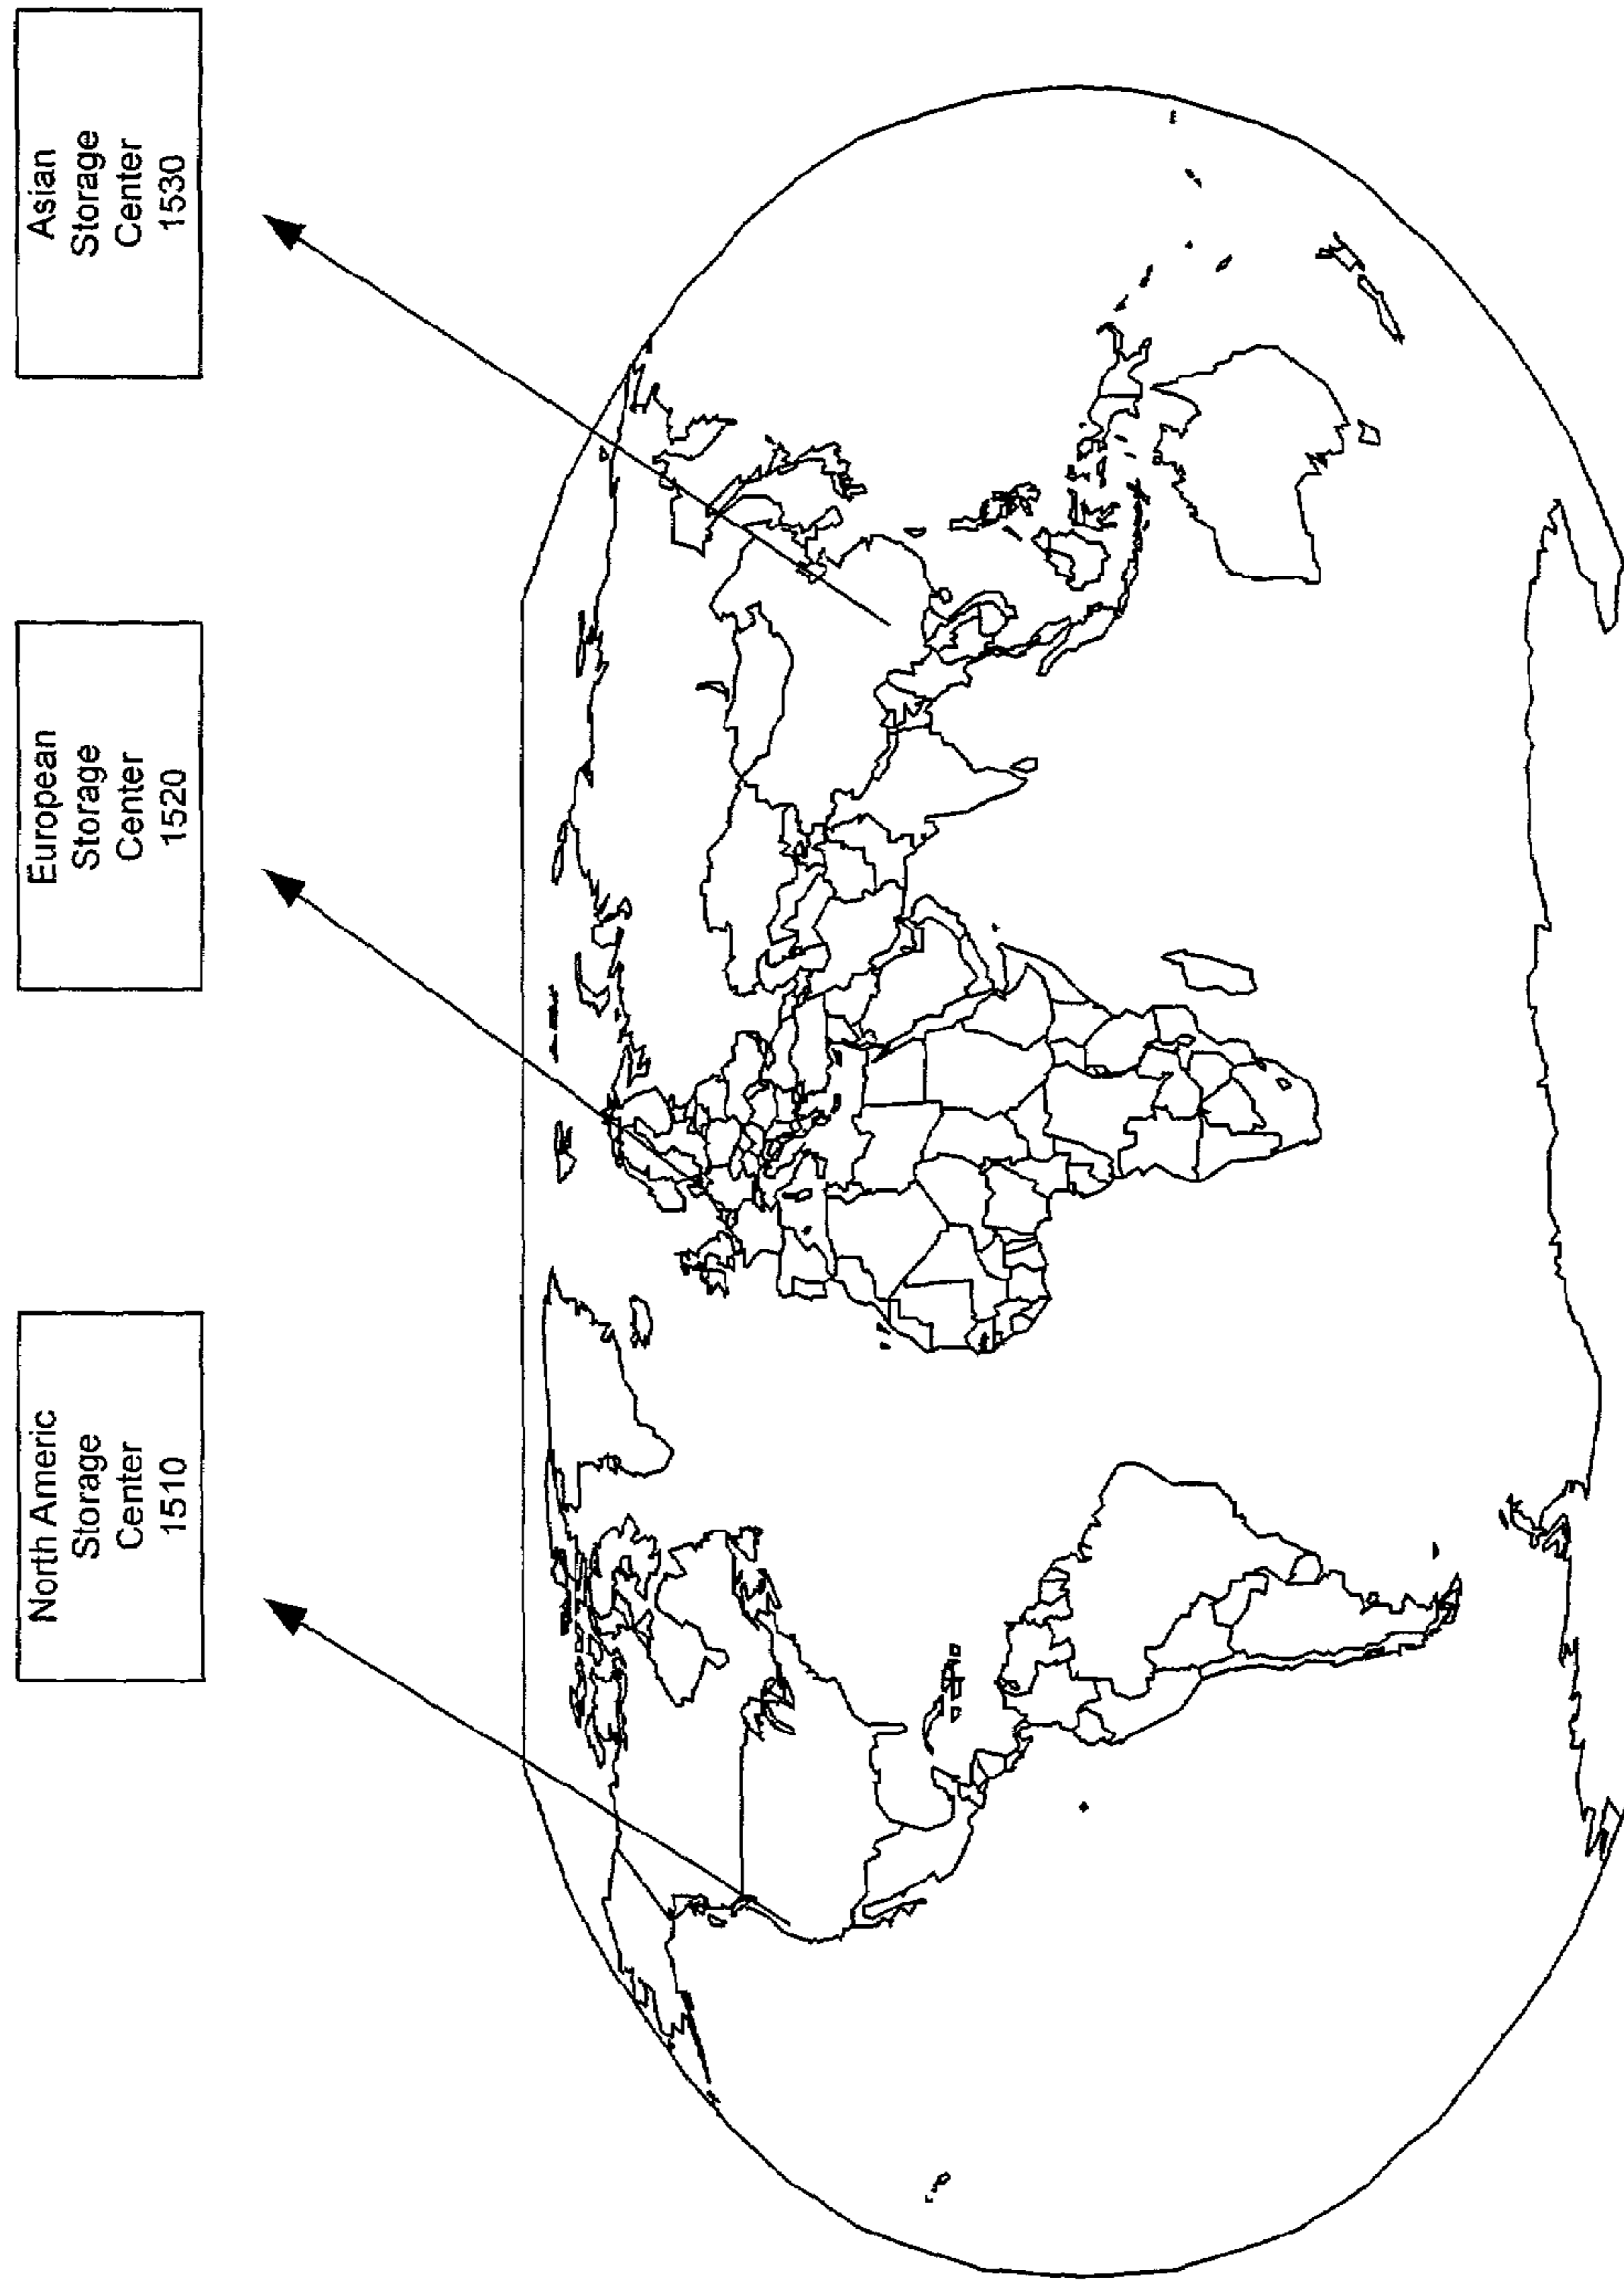 North Americ
Storage
Center
1510
European
Storage
Center
1520
Asian
Storage
Center
1530